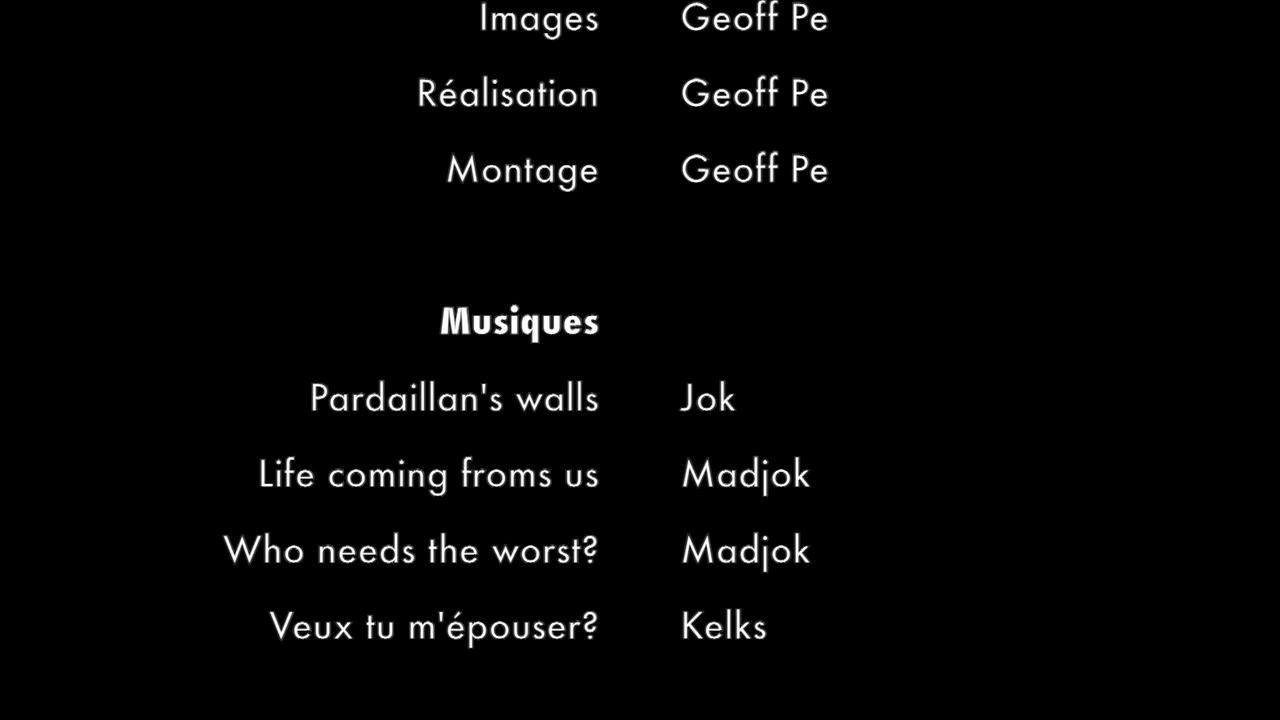 Images Geoff Pe
Réalisation Geoff Pe
Montage Geoff Pe
Musiques
Pardaillan's walls Jok
Life coming froms us Madjok
Who needs the worst? Madjok
Veux tu m'épouser? Kelks